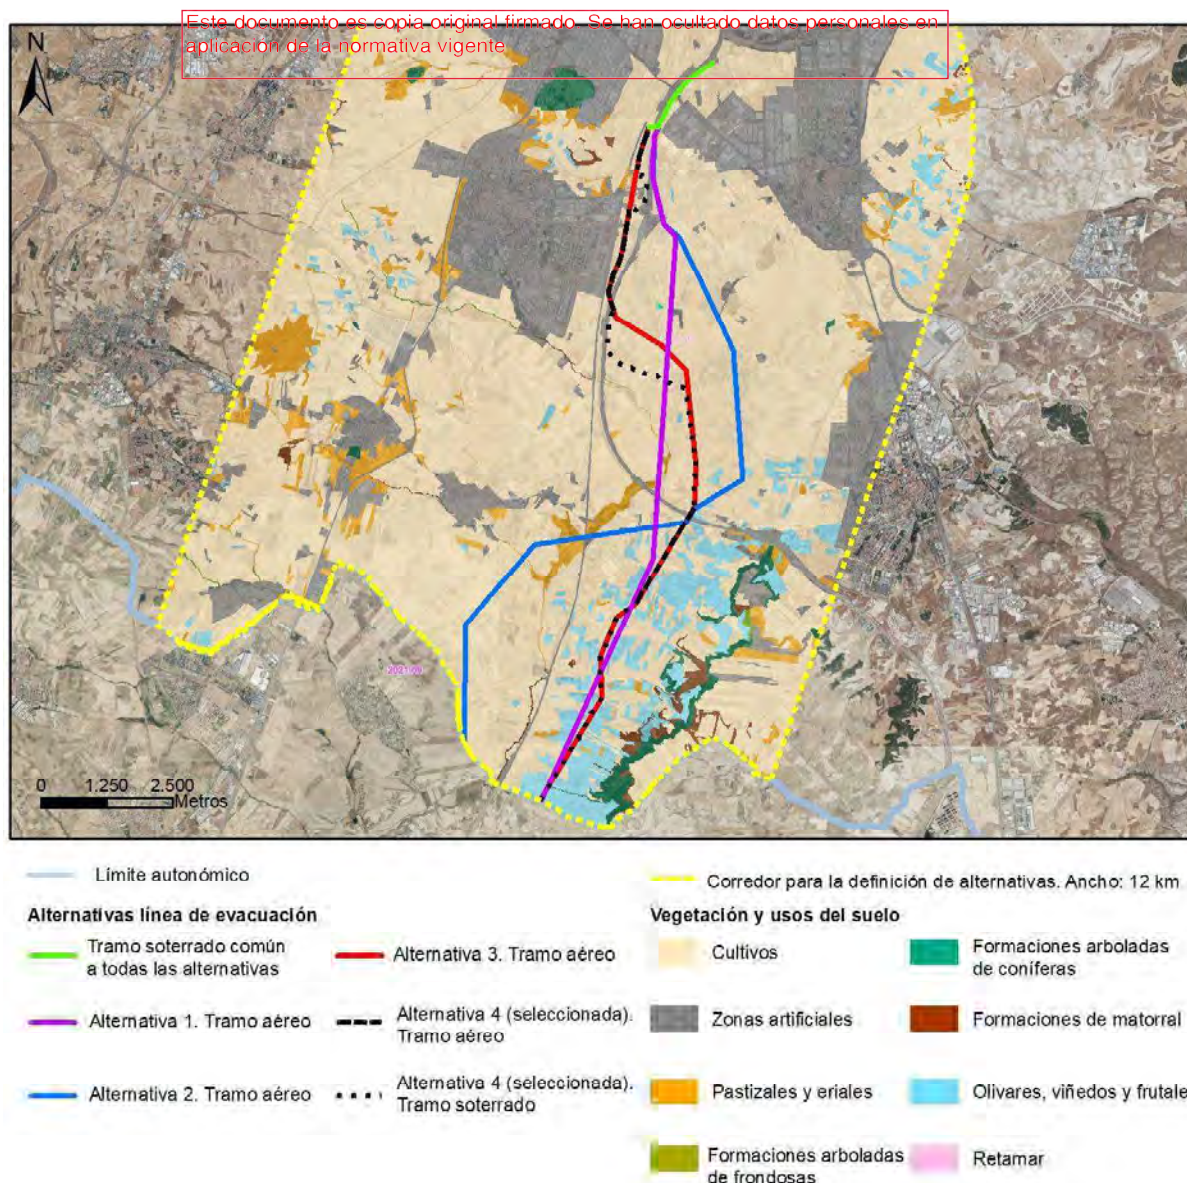 Este documento es copia original firmado. Se han ocultado datos personales en
aplicación de la normativa vigente
N
2021/09
0 1.250 2.500
Metros
Límite autonómico
Corredor para la definición de alternativas. Ancho: 12 km
Alternativas línea de evacuación
Tramo soterrado común
a todas las alternativas
Alternativa 3. Tramo aéreo
Alternativa 1. Tramo aéreo
Alternativa 4 (seleccionada).
Tramo aéreo
Alternativa 2. Tramo aéreo
Alternativa 4 (seleccionada).
Tramo soterrado
Vegetación y usos del suelo
Cultivos
Formaciones arboladas
de coníferas
Zonas artificiales
Formaciones de matorral
Pastizales y eriales
Olivares, viñedos y frutale
Formaciones arboladas
de frondosas
Retamar